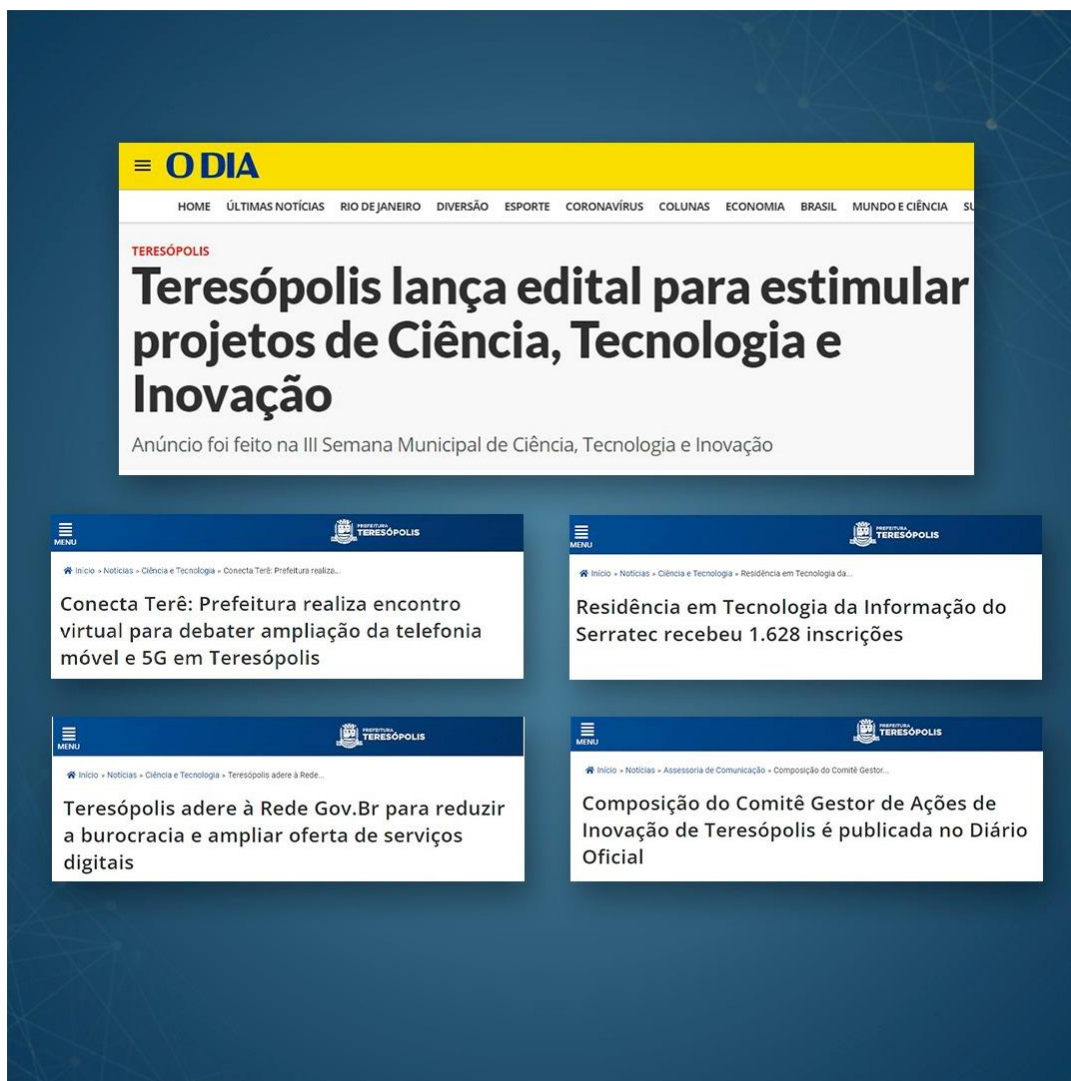 O DIA
HOME ÚLTIMAS NOTÍCIAS RIO DE JANEIRO DIVERSÃO ESPORTE CORONAVÍRUS COLUNAS ECONOMIA BRASIL MUNDO E CIÊNCIA
TERESÓPOLIS
Teresópolis lança edital para estimular
projetos de Ciência, Tecnologia e
Inovação
Anúncio foi feito na III Semana Municipal de Ciência, Tecnologia e Inovação
MENU
PREFEITURA
TERESÓPOLIS
Início » Notícias » Ciência e Tecnologia » Conecta Terê: Prefeitura realiza...
Conecta Terê: Prefeitura realiza encontro
virtual para debater ampliação da telefonia
móvel e 5G em Teresópolis
MENU
PREFEITURA
TERESÓPOLIS
Início » Notícias » Ciência e Tecnologia » Residência em Tecnologia da...
Residência em Tecnologia da Informação do
Serratec recebeu 1.628 inscrições
MENU
PREFEITURA
TERESÓPOLIS
Início » Notícias » Ciência e Tecnologia » Teresópolis adere à Rede...
Teresópolis adere à Rede Gov.Br para reduzir
a burocracia e ampliar oferta de serviços
digitais
MENU
PREFEITURA
TERESÓPOLIS
Início » Notícias » Assessoria de Comunicação » Composição do Comitê Gestor...
Composição do Comitê Gestor de Ações de
Inovação de Teresópolis é publicada no Diário
Oficial